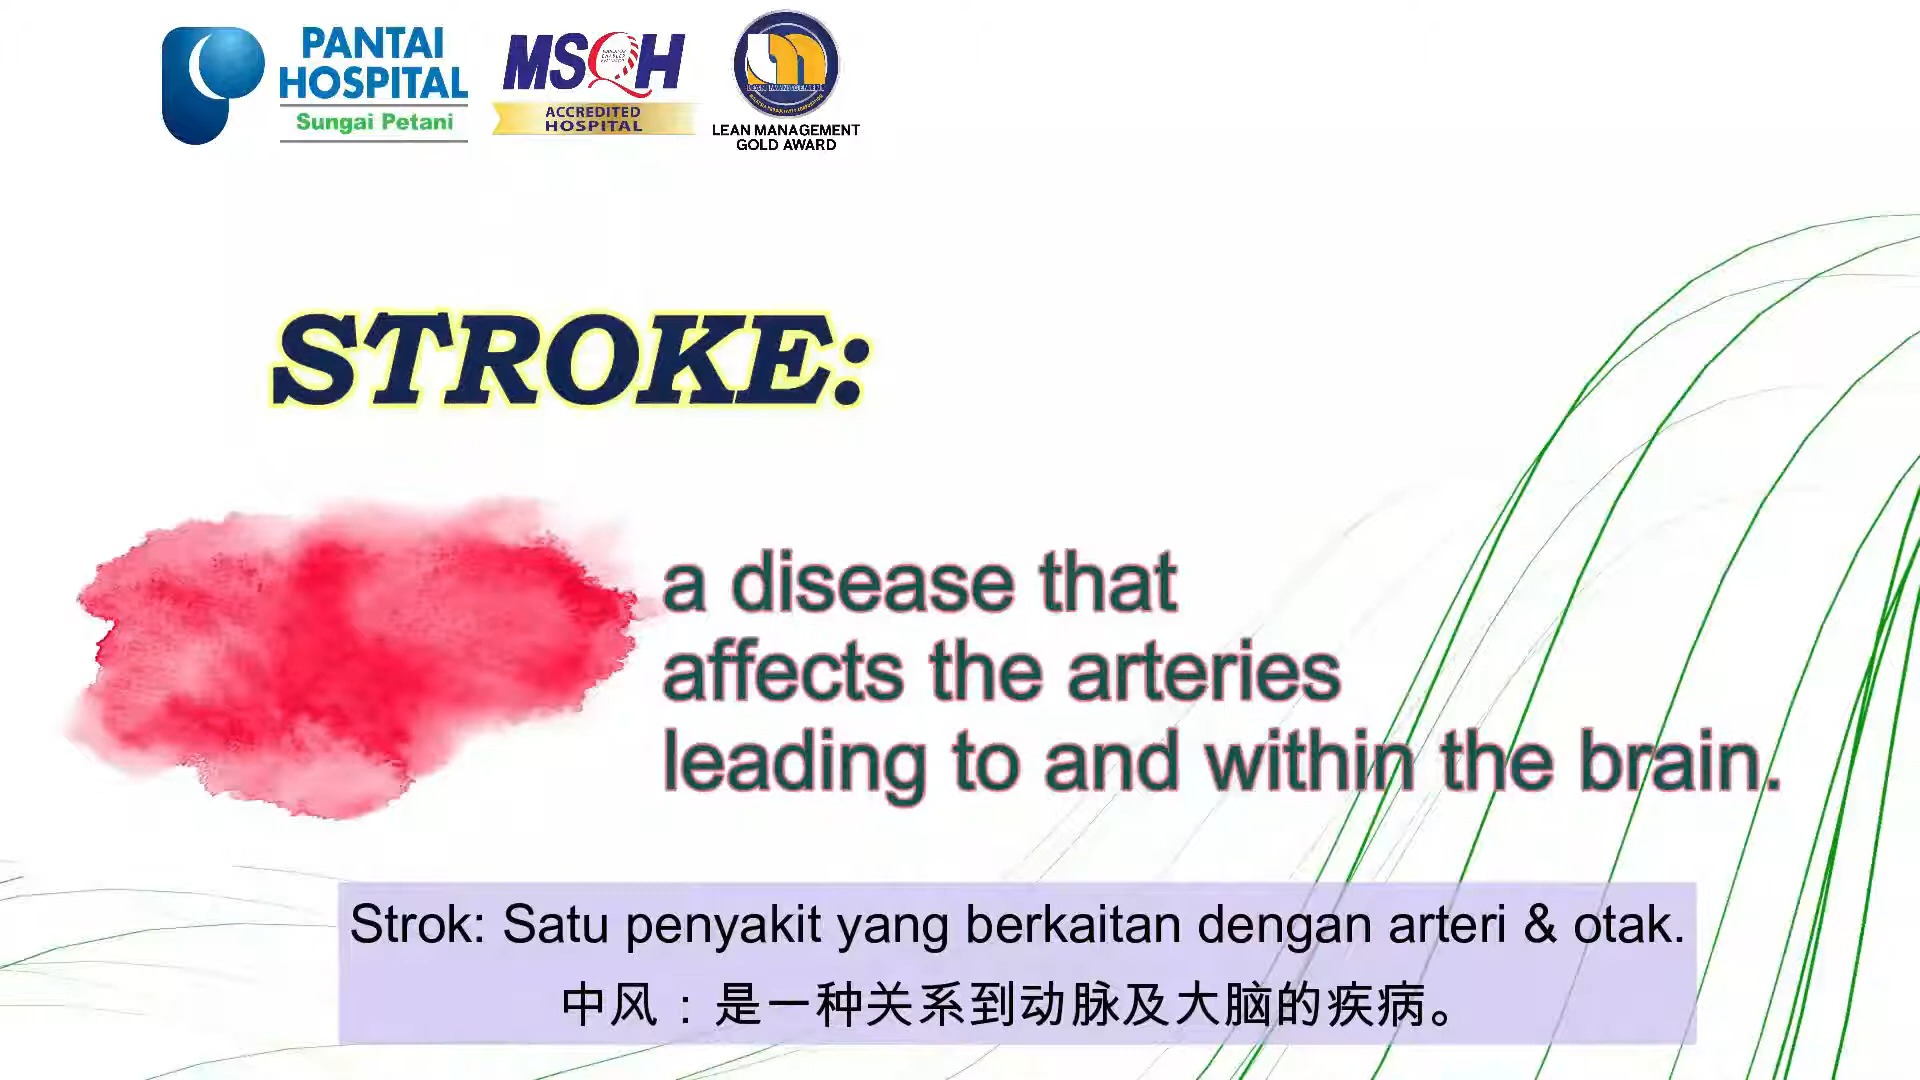 PANTAI
HOSPITAL
Sungai Petani
MSQH
ACCREDITED
HOSPITAL
LEAN MANAGEMENT
LEAN MANAGEMENT
GOLD AWARD
STROKE:
a disease that
affects the arteries
leading to and within the brain.
Strok: Satu penyakit yang berkaitan dengan arteri & otak.
中风：是一种关系到动脉及大脑的疾病。